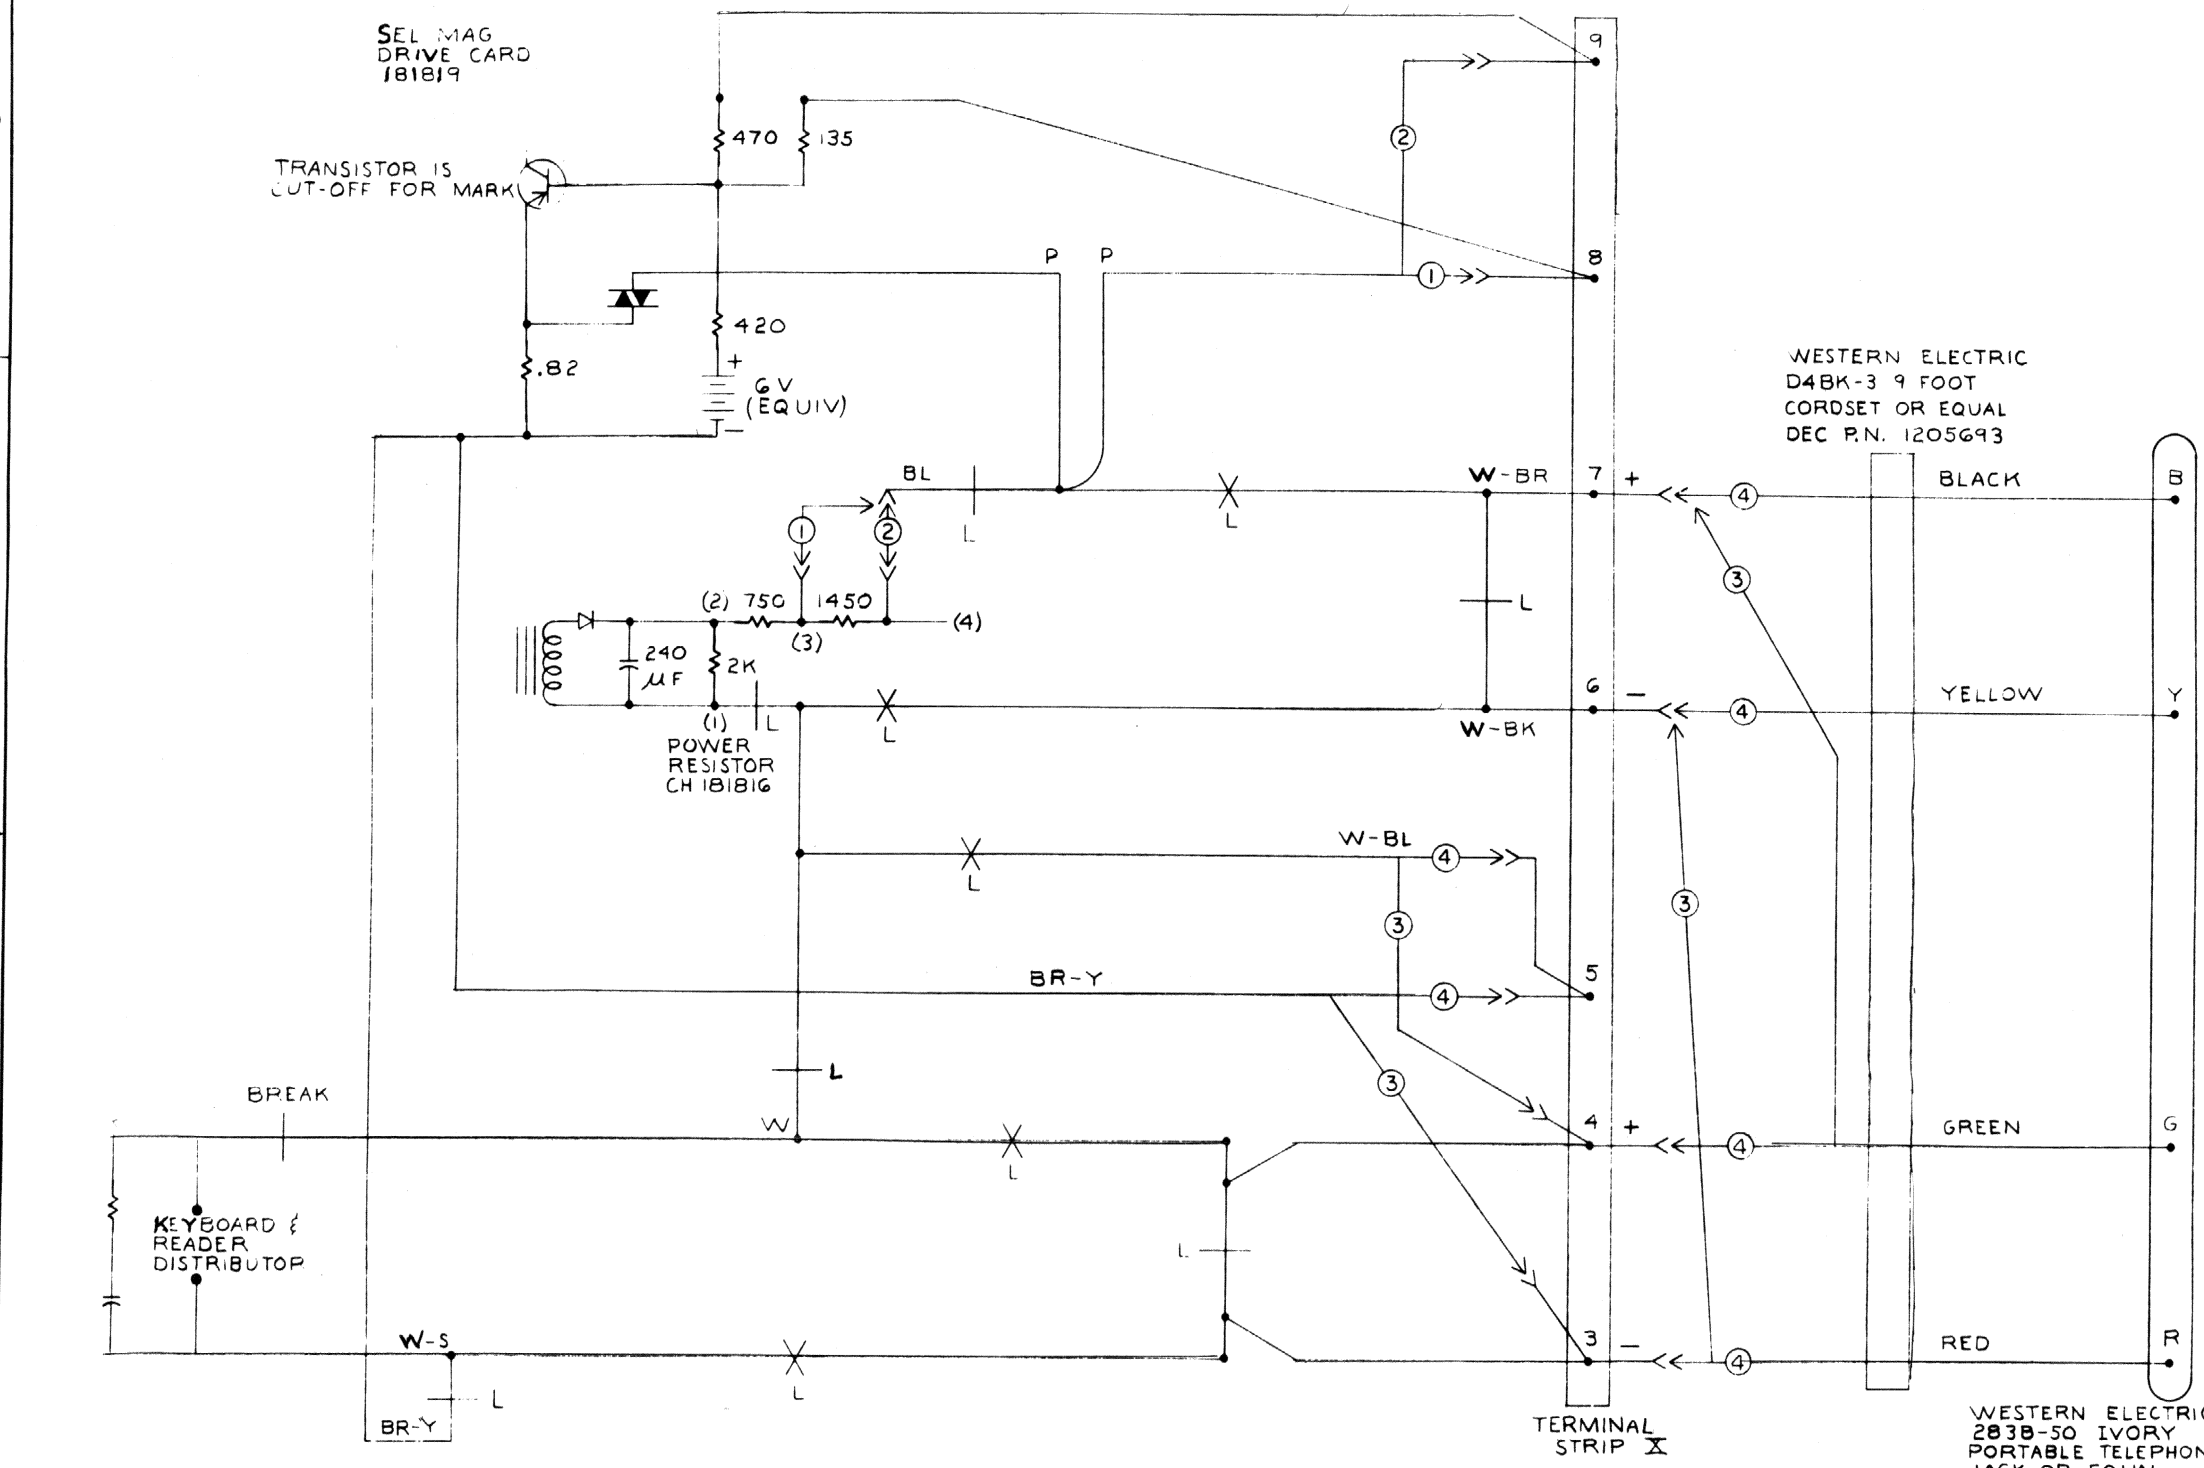 SEL MAG
DRIVE CARD
181819
9
470
135
2
TRANSISTOR IS
CUT-OFF FOR MARK
P
P
8
1
420
+
6V
(EQUIV)
−
.82
WESTERN ELECTRIC
D4BK-3 9 FOOT
CORDSET OR EQUAL
DEC P.N. 1205693
BL
L
L
W-BR
7
+
4
BLACK
B
1
2
3
(2)
750
1450
(3)
(4)
L
240
µF
2K
(1)
L
L
POWER
RESISTOR
CH 181816
6
−
W-BK
4
YELLOW
Y
W-BL
4
L
3
3
5
BR-Y
4
L
3
BREAK
W
L
4
+
4
GREEN
G
KEYBOARD &
READER
DISTRIBUTOR
L
W-S
L
L
BR-Y
3
−
4
RED
R
TERMINAL
STRIP X
WESTERN ELECTRIC
283B-50 IVORY
PORTABLE TELEPHON